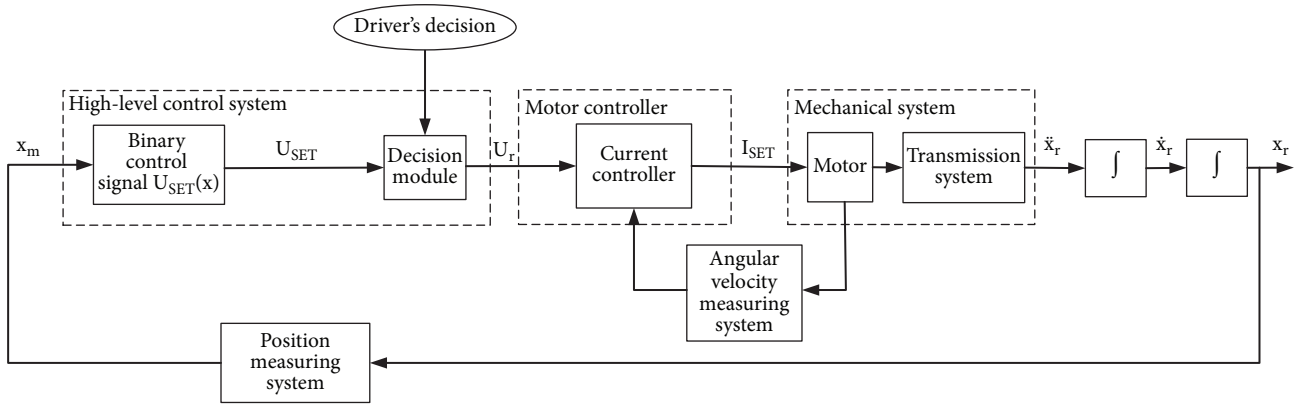 Driver's decision
High-level control system
Motor controller
Mechanical system
x_m
Binary
control
signal U_SET(x)
U_SET
Decision
module
U_r
Current
controller
I_SET
Motor
Transmission
system
ẍ_r
∫
ẋ_r
∫
x_r
Angular
velocity
measuring
system
Position
measuring
system